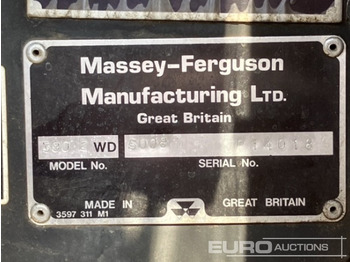 Massey-Ferguson
Manufacturing LTD.
Great Britain
WD
MODEL No. SERIAL No.
MADE IN GREAT BRITAIN
3597 311 M1
EURO AUCTIONS